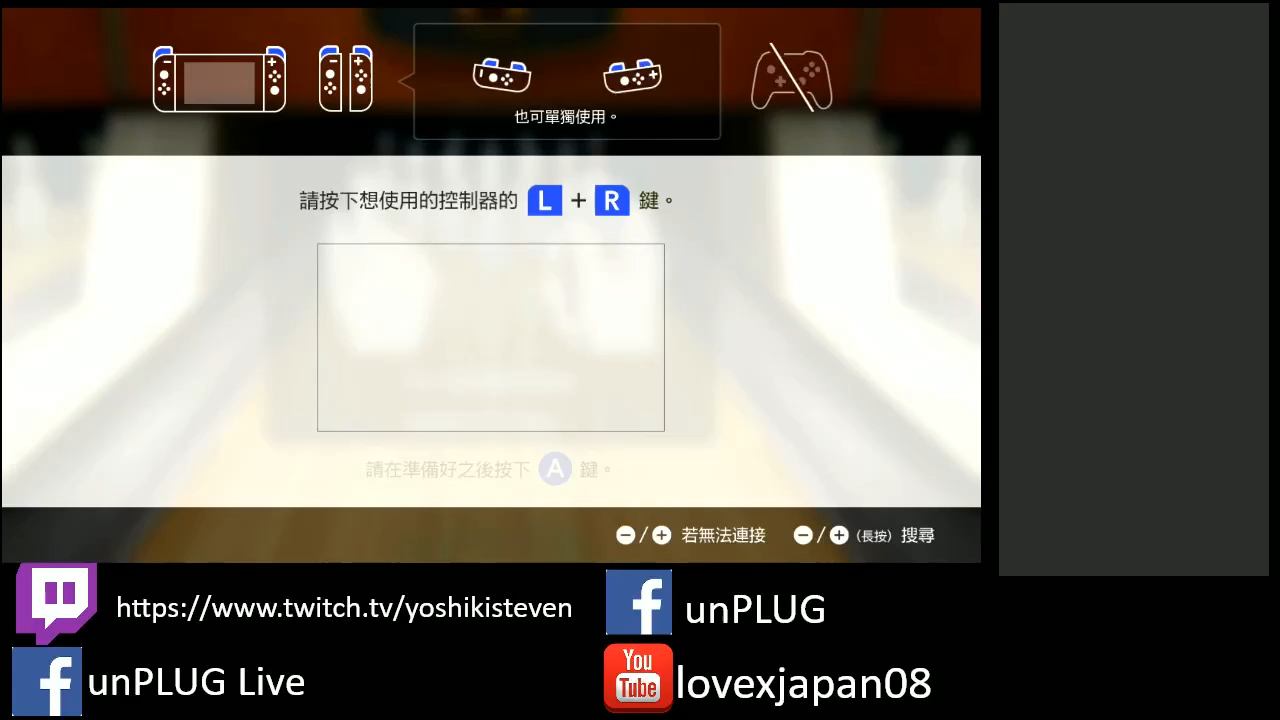 也可單獨使用。
請按下想使用的控制器的 L + R 鍵。
請在準備好之後按下 A 鍵。
−/+ 若無法連接 −/+ (長按) 搜尋
https://www.twitch.tv/yoshikisteven
unPLUG
unPLUG Live
You Tube
lovexjapan08